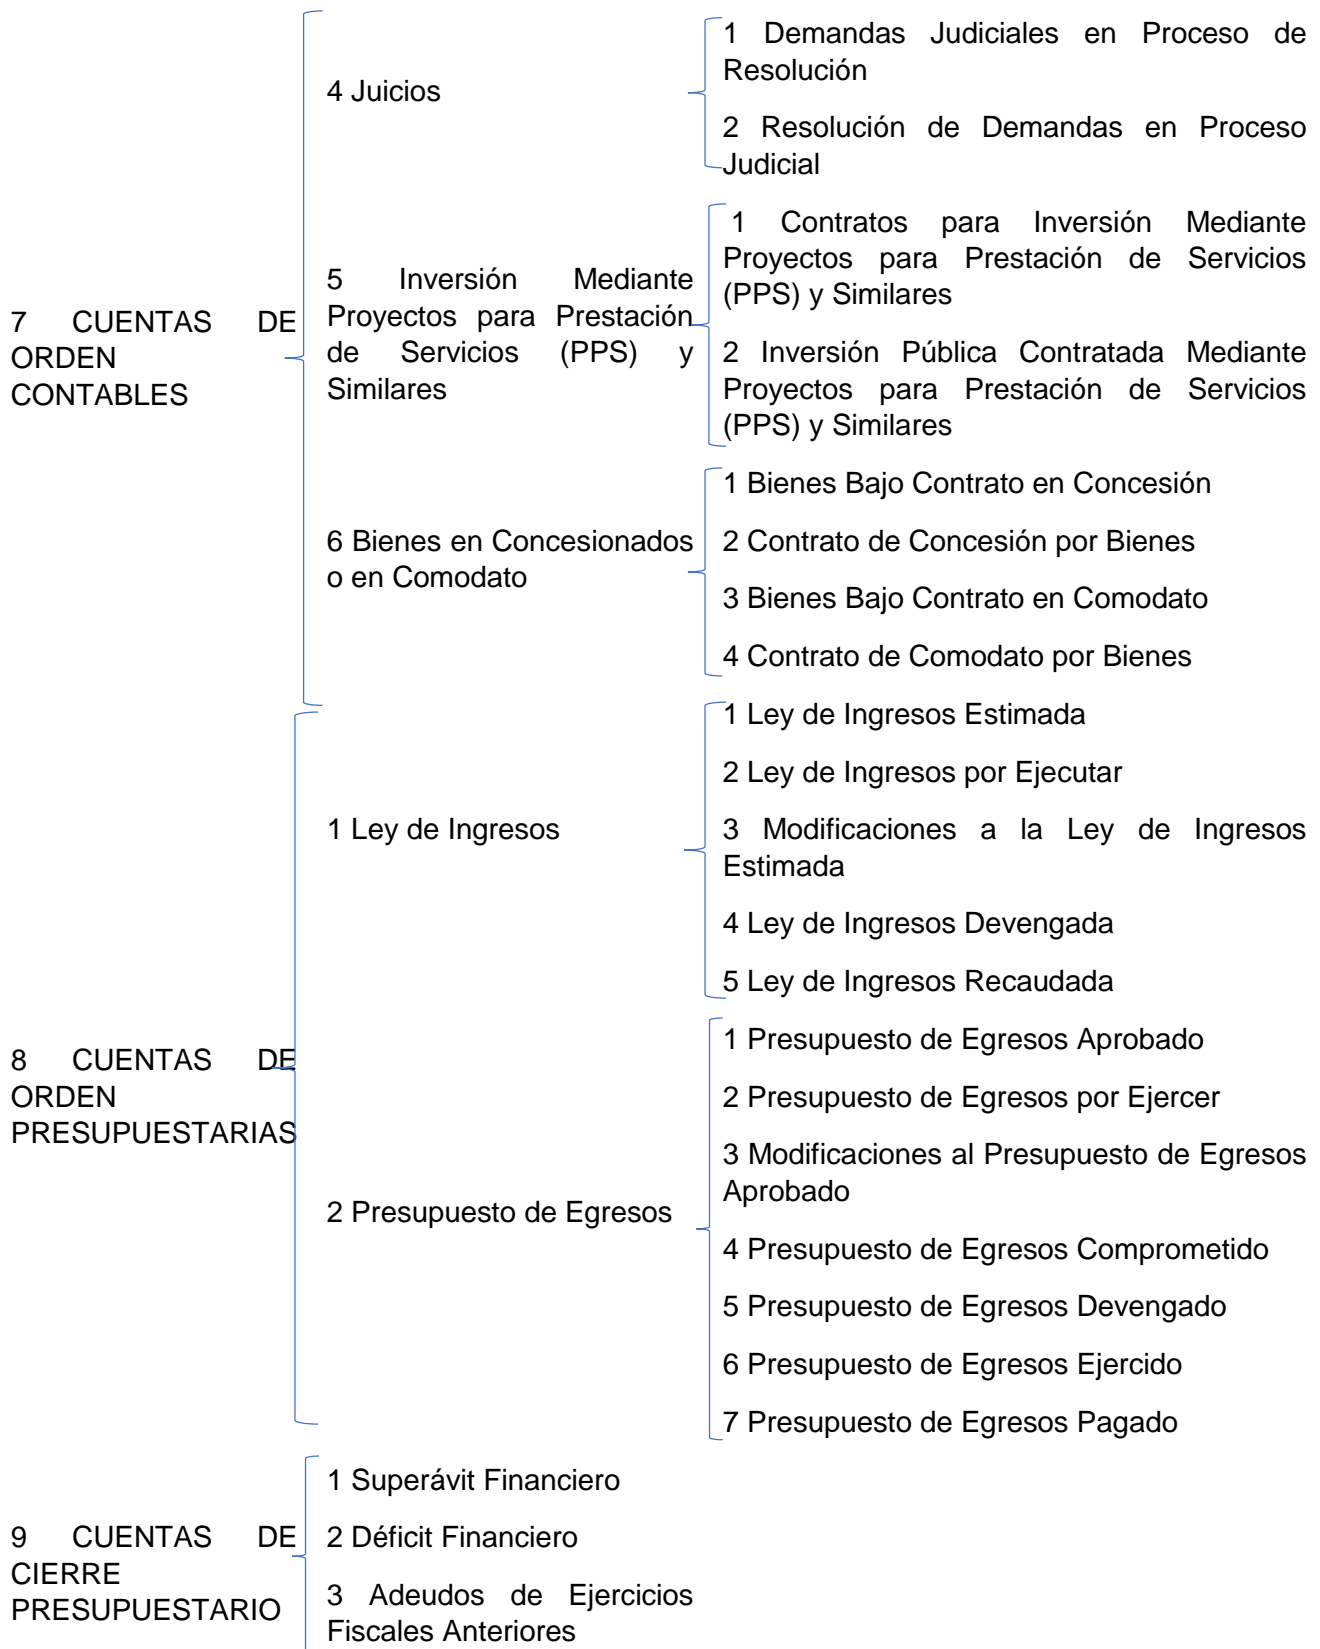 7 CUENTAS DE
ORDEN
CONTABLES
4 Juicios
1 Demandas Judiciales en Proceso de
Resolución
2 Resolución de Demandas en Proceso
Judicial
5 Inversión Mediante
Proyectos para Prestación
de Servicios (PPS) y
Similares
1 Contratos para Inversión Mediante
Proyectos para Prestación de Servicios
(PPS) y Similares
2 Inversión Pública Contratada Mediante
Proyectos para Prestación de Servicios
(PPS) y Similares
6 Bienes en Concesionados
o en Comodato
1 Bienes Bajo Contrato en Concesión
2 Contrato de Concesión por Bienes
3 Bienes Bajo Contrato en Comodato
4 Contrato de Comodato por Bienes
8 CUENTAS DE
ORDEN
PRESUPUESTARIAS
1 Ley de Ingresos
1 Ley de Ingresos Estimada
2 Ley de Ingresos por Ejecutar
3 Modificaciones a la Ley de Ingresos
Estimada
4 Ley de Ingresos Devengada
5 Ley de Ingresos Recaudada
2 Presupuesto de Egresos
1 Presupuesto de Egresos Aprobado
2 Presupuesto de Egresos por Ejercer
3 Modificaciones al Presupuesto de Egresos
Aprobado
4 Presupuesto de Egresos Comprometido
5 Presupuesto de Egresos Devengado
6 Presupuesto de Egresos Ejercido
7 Presupuesto de Egresos Pagado
9 CUENTAS DE
CIERRE
PRESUPUESTARIO
1 Superávit Financiero
2 Déficit Financiero
3 Adeudos de Ejercicios
Fiscales Anteriores